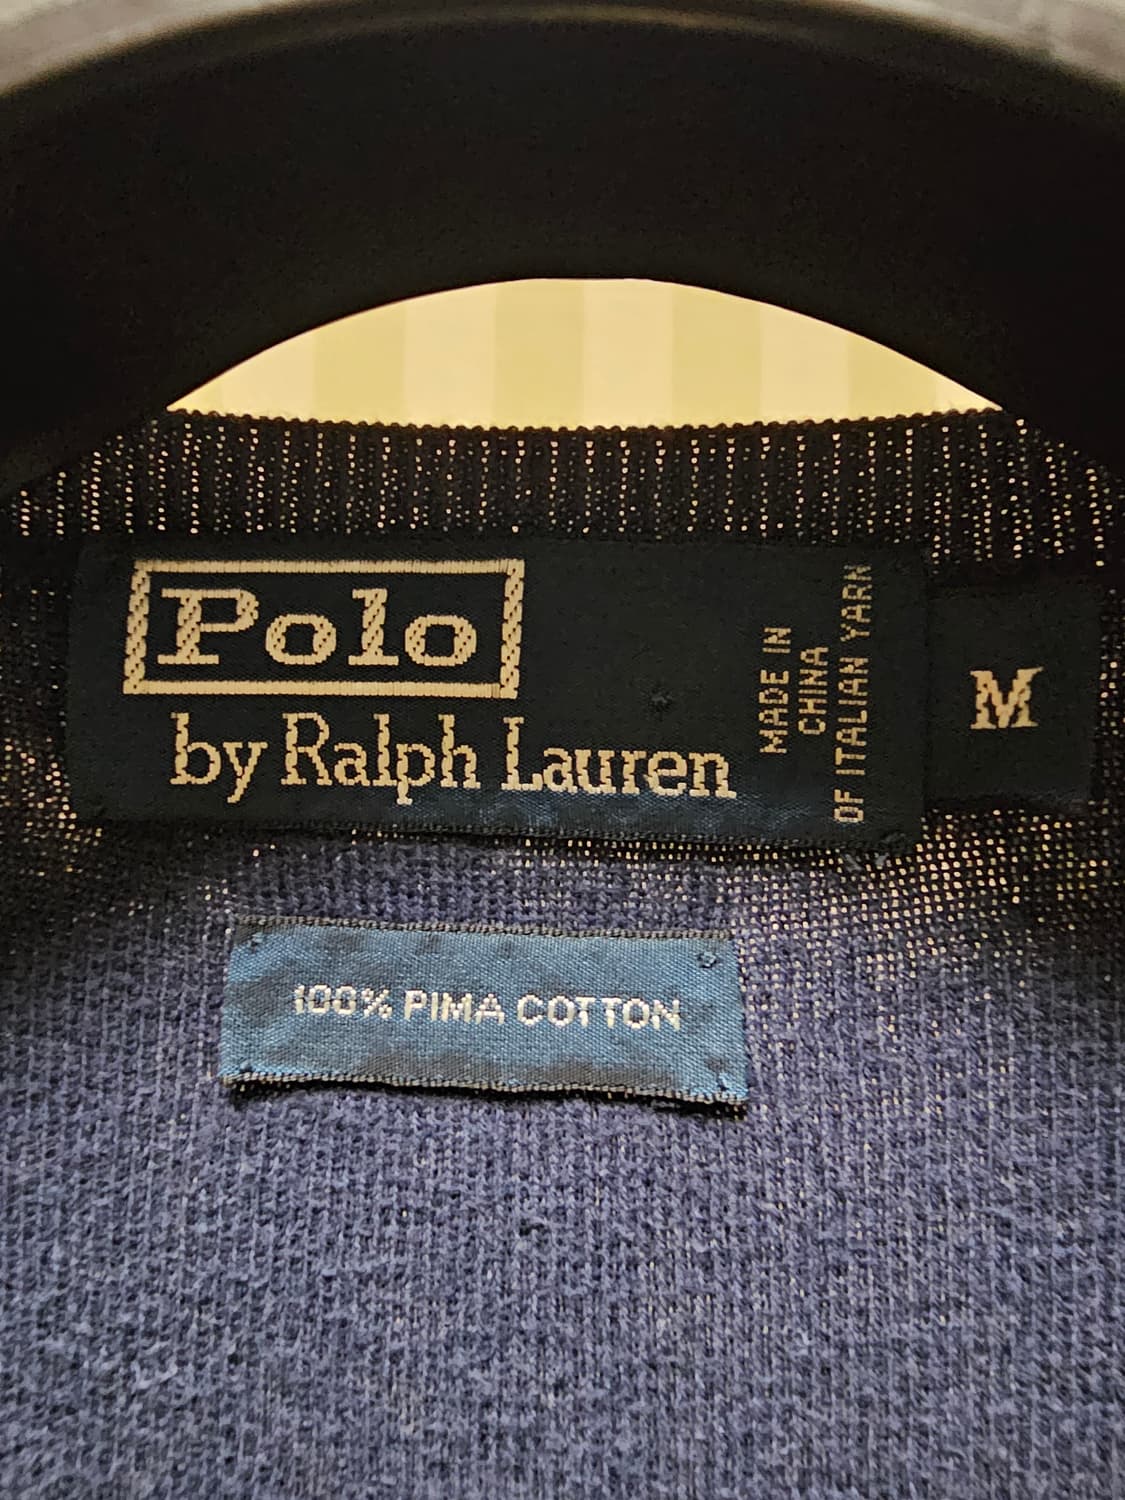 Polo
by Ralph Lauren
MADE IN
CHINA
OF ITALIAN YARN
M
100% PIMA COTTON